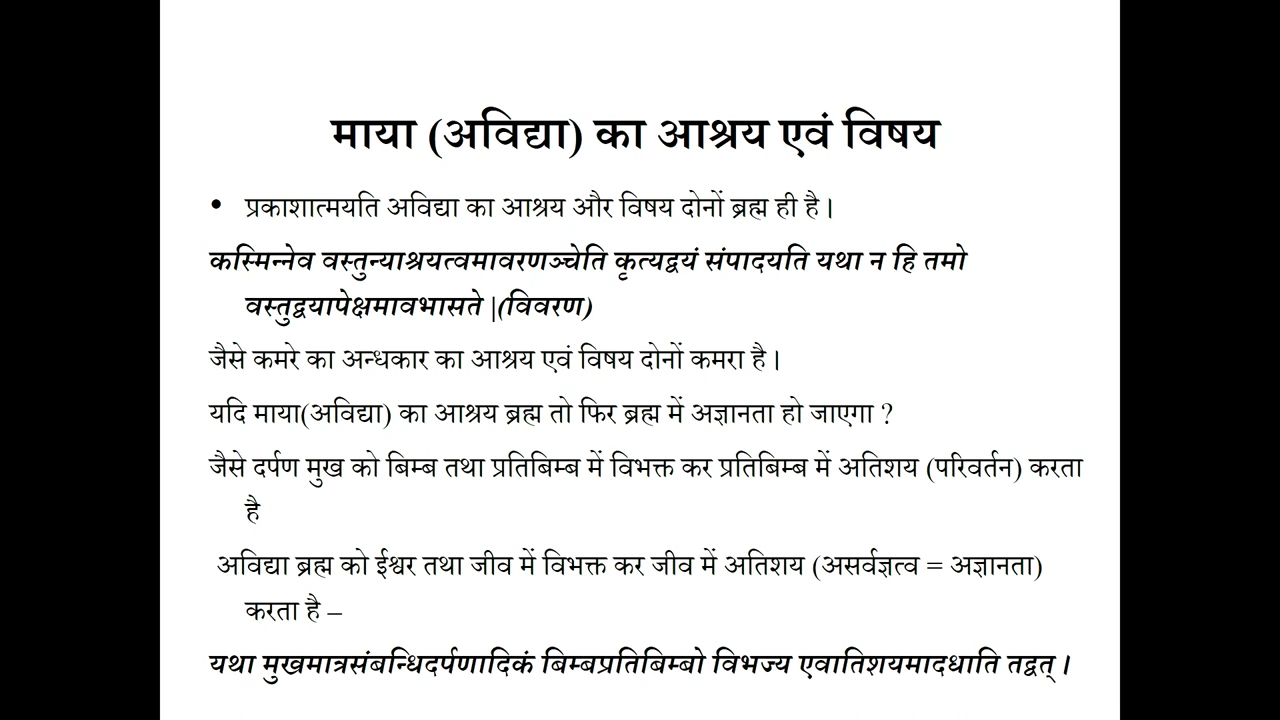 माया (अविद्या) का आश्रय एवं विषय
• प्रकाशात्मयति अविद्या का आश्रय और विषय दोनों ब्रह्म ही है।
कस्मिन्नेव वस्तुन्याश्रयत्वमावरणञ्चेति कृत्यद्वयं संपादयति यथा न हि तमो
वस्तुद्वयापेक्षमावभासते |(विवरण)
जैसे कमरे का अन्धकार का आश्रय एवं विषय दोनों कमरा है।
यदि माया(अविद्या) का आश्रय ब्रह्म तो फिर ब्रह्म में अज्ञानता हो जाएगा ?
जैसे दर्पण मुख को बिम्ब तथा प्रतिबिम्ब में विभक्त कर प्रतिबिम्ब में अतिशय (परिवर्तन) करता
है
अविद्या ब्रह्म को ईश्वर तथा जीव में विभक्त कर जीव में अतिशय (असर्वज्ञत्व = अज्ञानता)
करता है –
यथा मुखमात्रसंबन्धिदर्पणादिकं बिम्बप्रतिबिम्बो विभज्य एवातिशयमादधाति तद्वत्।